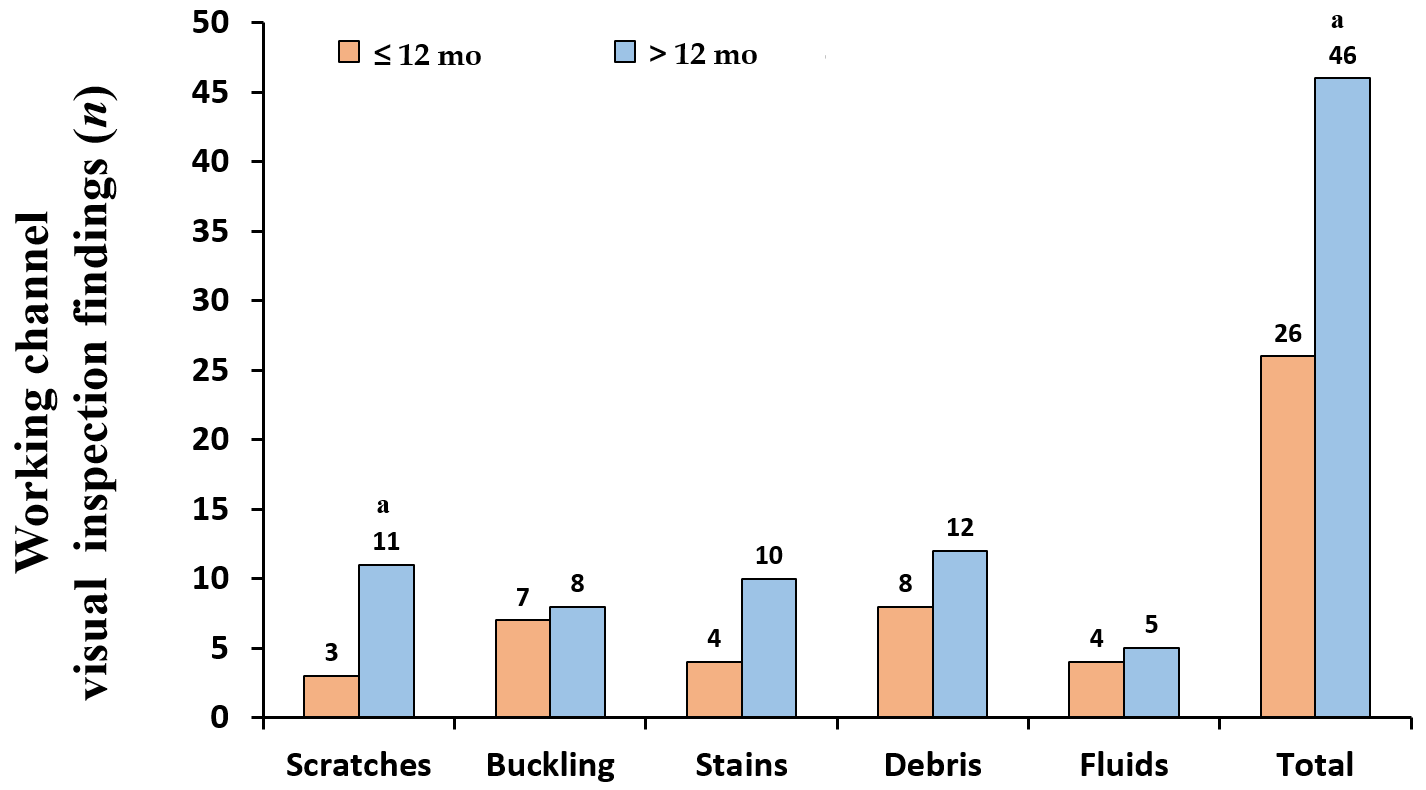 Working channel
visual inspection findings (n)
50
45
40
35
30
25
20
15
10
5
0
≤ 12 mo
> 12 mo
3
a
11
7
8
4
10
8
12
4
5
26
a
46
Scratches
Buckling
Stains
Debris
Fluids
Total